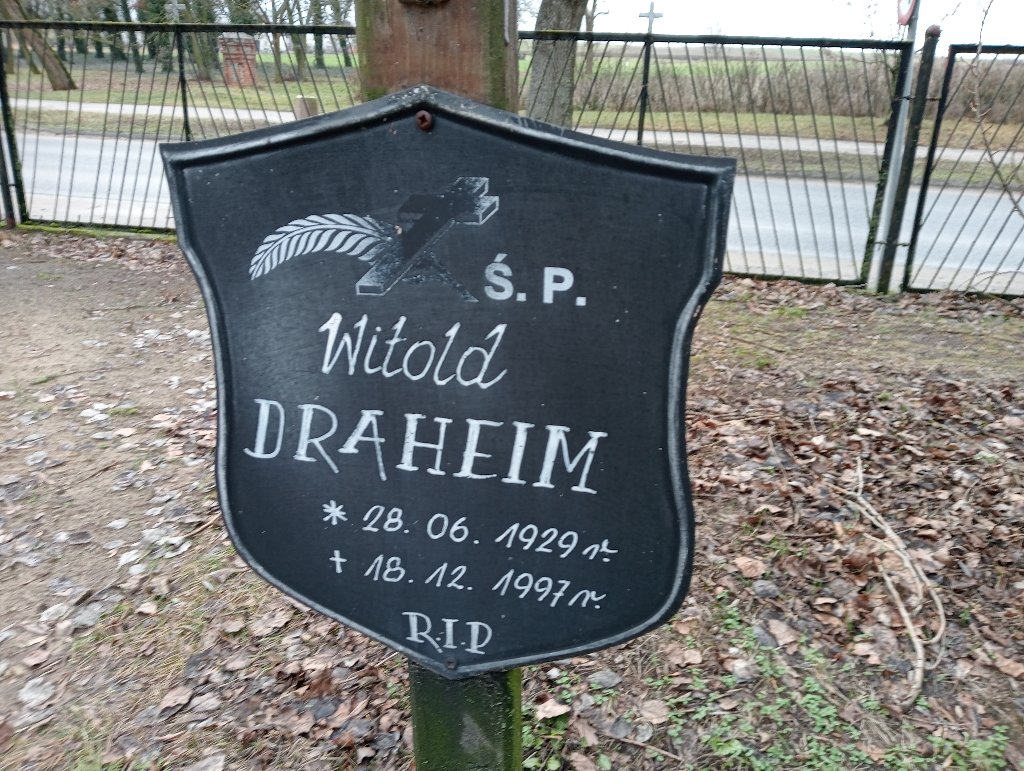 Ś. P.
Witold
DRAHEIM
* 28. 06. 1929 r.
+ 18. 12. 1997 r.
R.I.P